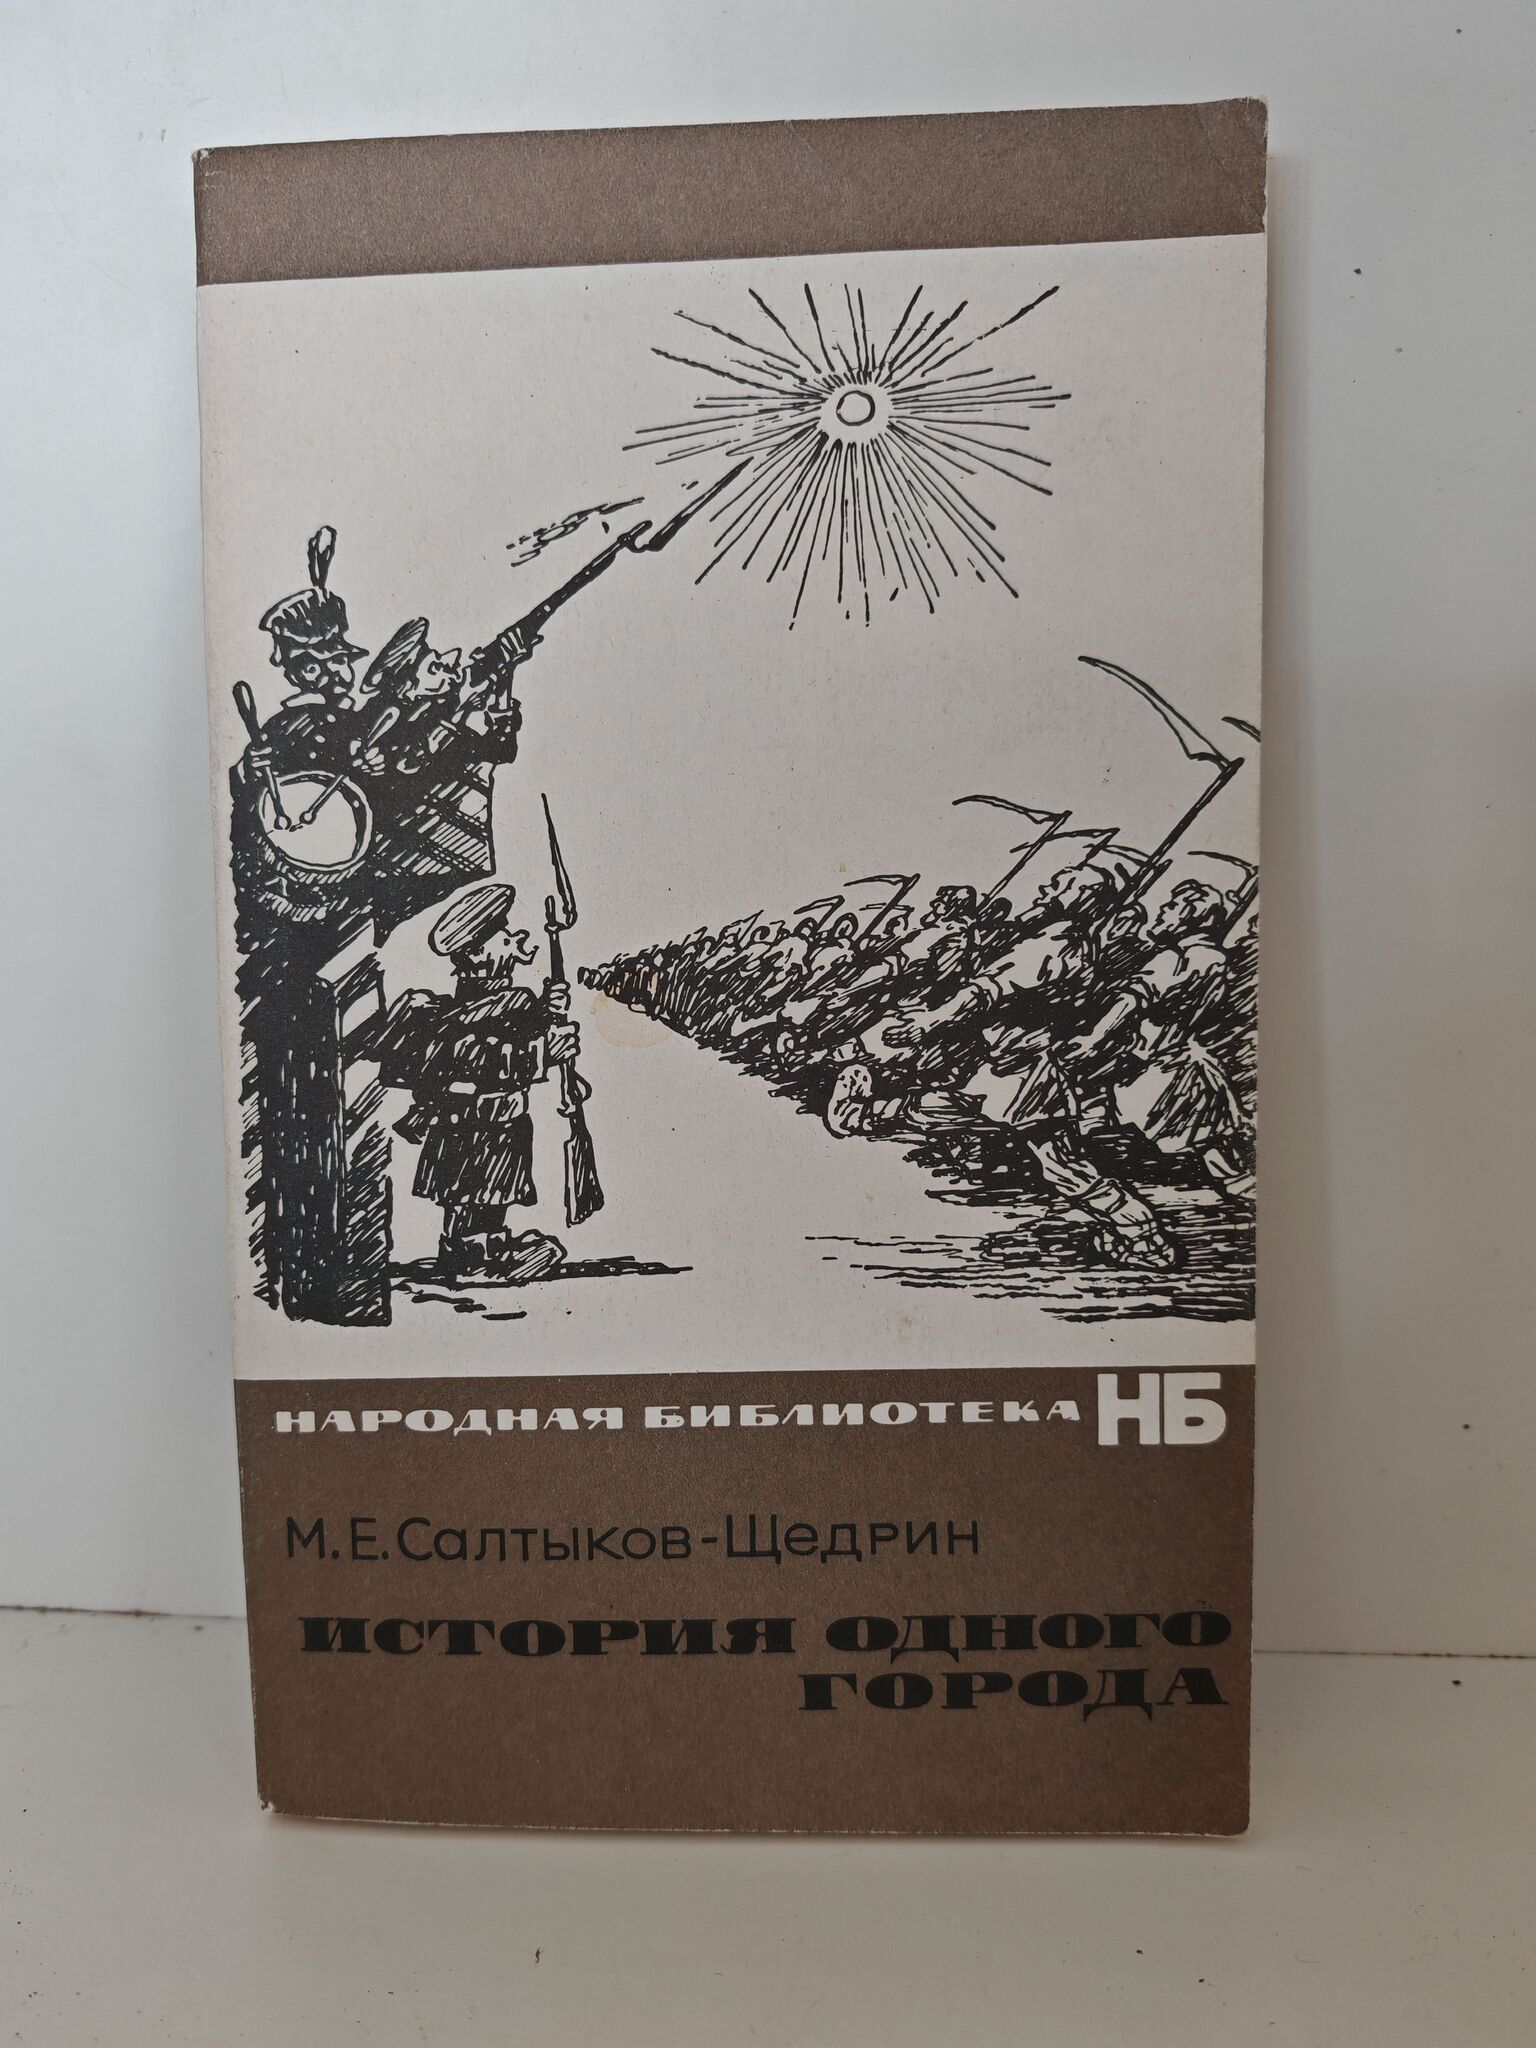 НАРОДНАЯ БИБЛИОТЕКА НБ
М.Е.Салтыков-Щедрин
ИСТОРИЯ ОДНОГО
ГОРОДА